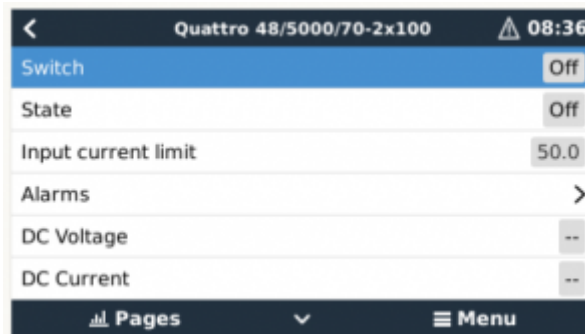 Quattro 48/5000/70-2x100 08:36
Switch Off
State Off
Input current limit 50.0
Alarms
DC Voltage --
DC Current --
Pages Menu